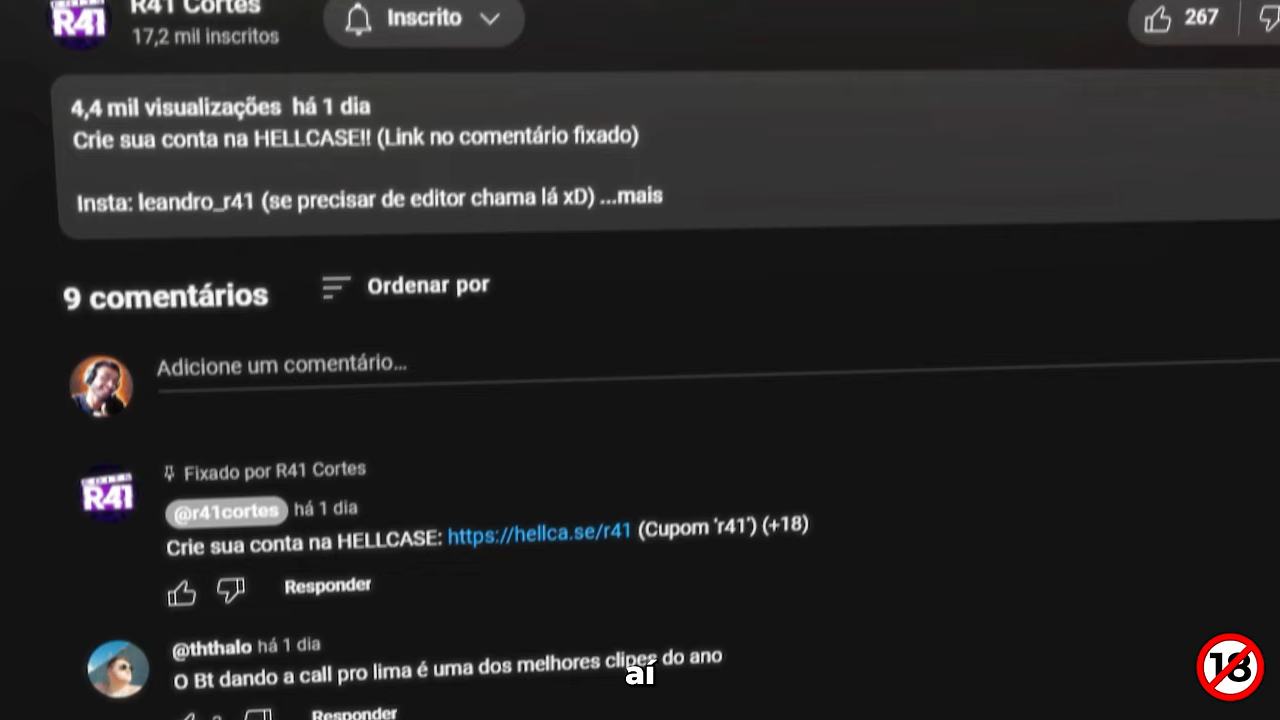 R41 Cortes
R41
17,2 mil inscritos
Inscrito
267
4,4 mil visualizações há 1 dia
Crie sua conta na HELLCASE!! (Link no comentário fixado)
Insta: leandro_r41 (se precisar de editor chama lá xD) ...mais
9 comentários
Ordenar por
Adicione um comentário...
Fixado por R41 Cortes
R41
@r41cortes há 1 dia
Crie sua conta na HELLCASE: https://hellca.se/r41 (Cupom 'r41') (+18)
Responder
@ththalo há 1 dia
O Bt dando a call pro lima é uma dos melhores clipes do ano
aí
18
Responder